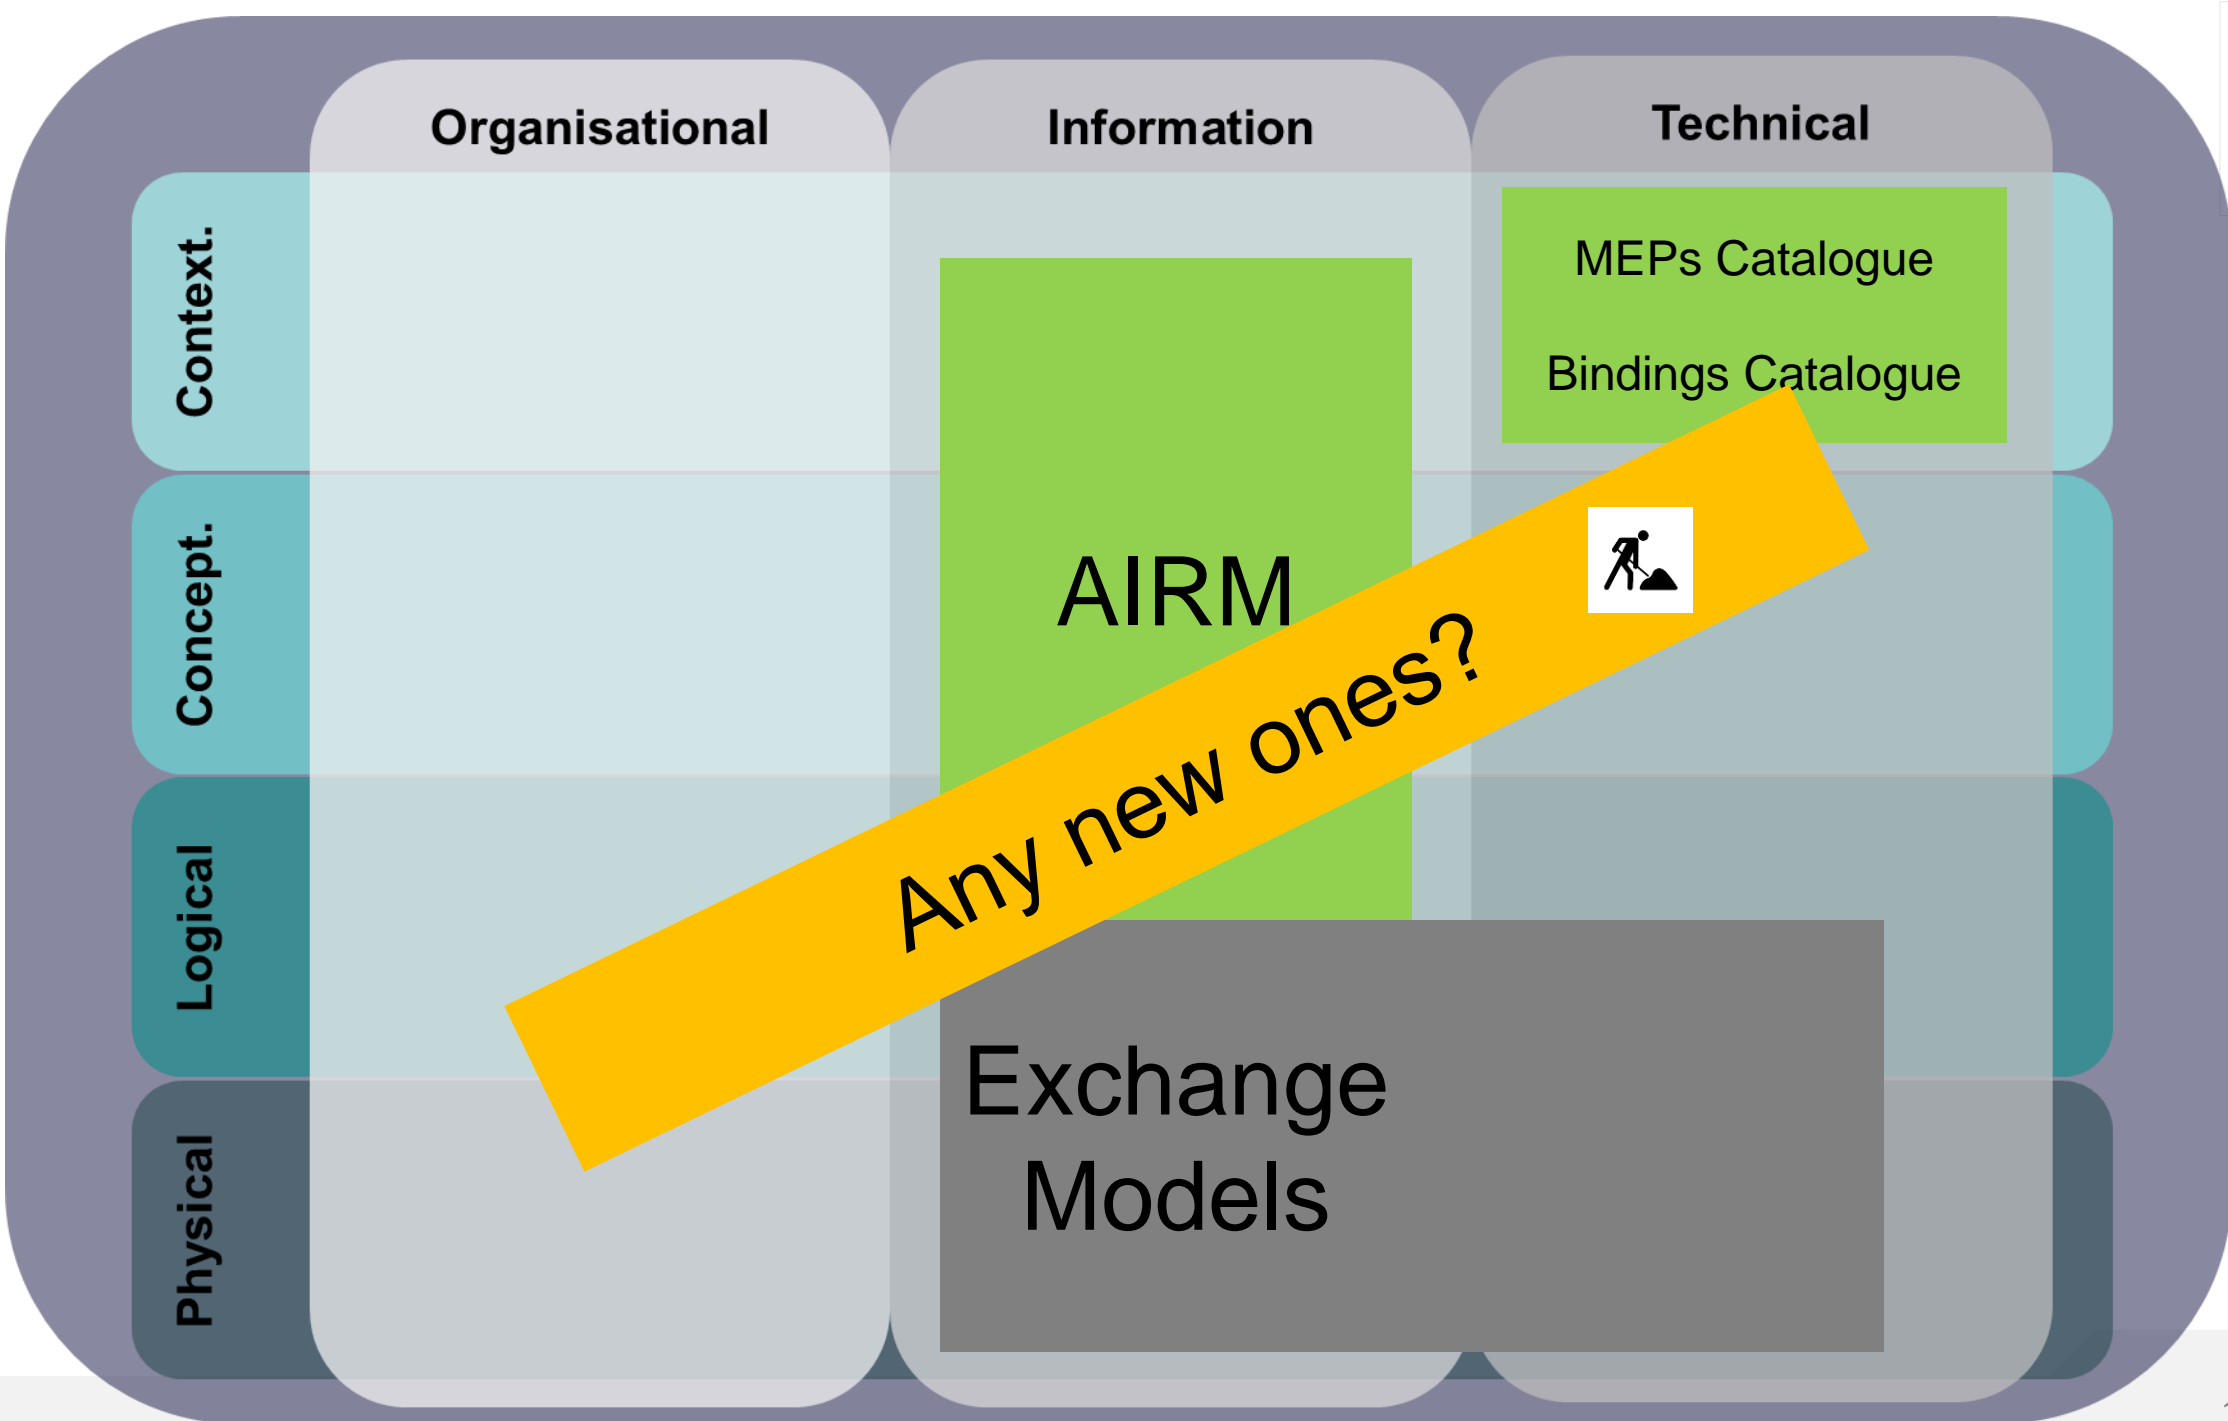 Organisational
Information
Technical
Context.
MEPs Catalogue
Bindings Catalogue
Concept.
AIRM
Any new ones?
Logical
Exchange
Models
Physical